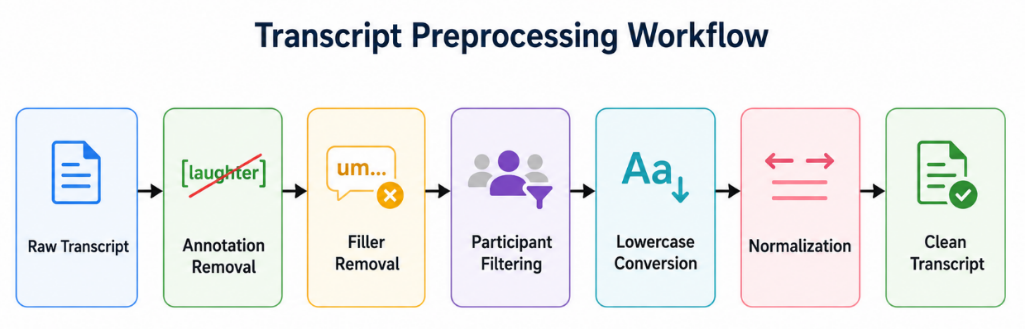 Transcript Preprocessing Workflow
[laughter]
um...
Aa
Raw Transcript
Annotation
Removal
Filler
Removal
Participant
Filtering
Lowercase
Conversion
Normalization
Clean
Transcript